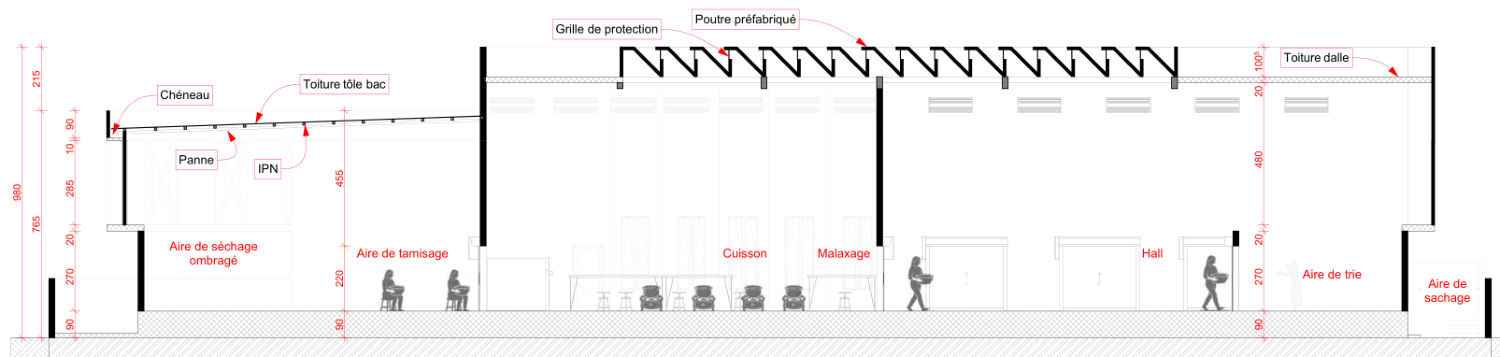 Poutre préfabriqué
Grille de protection
Toiture dalle
Toiture tôle bac
Chéneau
Panne
IPN
Aire de séchage
ombragé
Aire de tamisage
Cuisson
Malaxage
Hall
Aire de trie
Aire de
sachage
980
215
765
90
10
285
20
270
90
455
220
90
100⁵
20
480
20
270
90